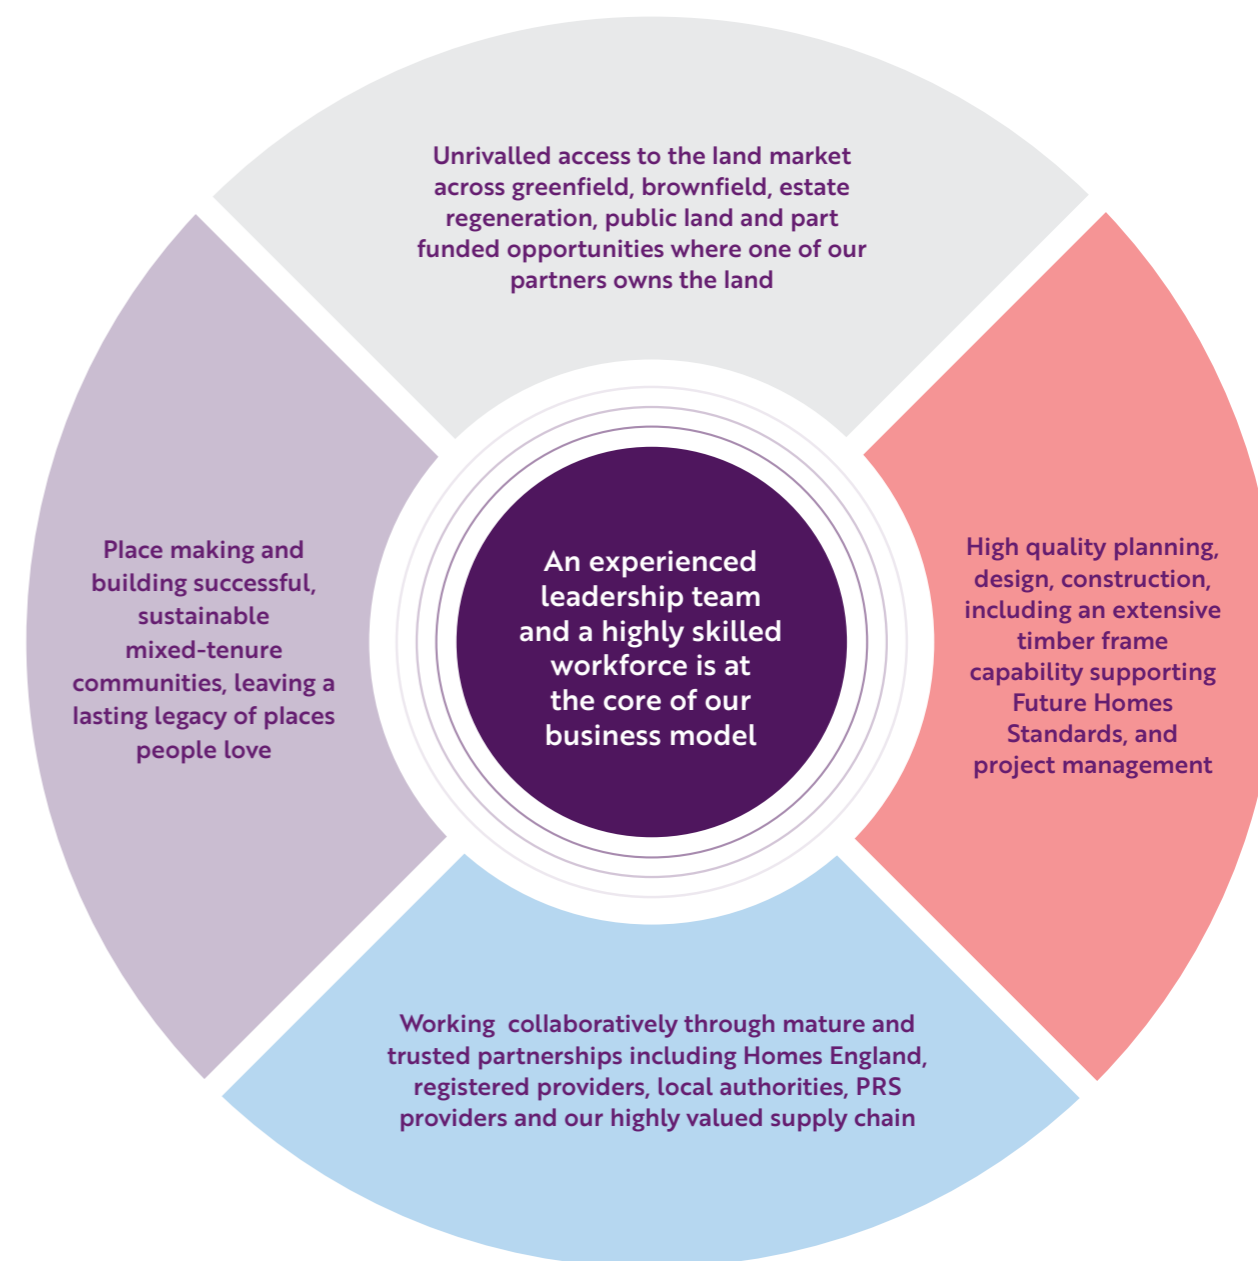 Unrivalled access to the land market
across greenfield, brownfield, estate
regeneration, public land and part
funded opportunities where one of our
partners owns the land
High quality planning,
design, construction,
including an extensive
timber frame
capability supporting
Future Homes
Standards, and
project management
Working collaboratively through mature and
trusted partnerships including Homes England,
registered providers, local authorities, PRS
providers and our highly valued supply chain
Place making and
building successful,
sustainable
mixed-tenure
communities, leaving a
lasting legacy of places
people love
An experienced
leadership team
and a highly skilled
workforce is at
the core of our
business model